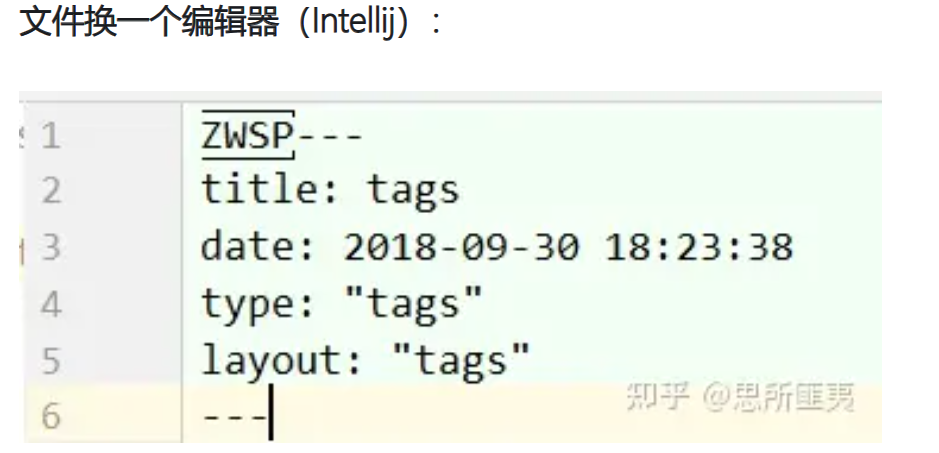 文件换一个编辑器（Intellij）：
1 ZWSP---
2 title: tags
3 date: 2018-09-30 18:23:38
4 type: "tags"
5 layout: "tags"
6 ---
知乎 @思所匪夷